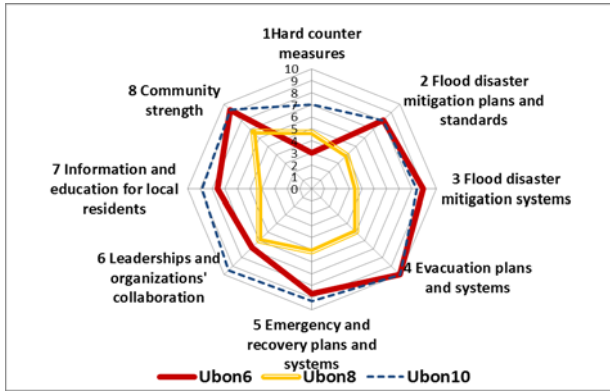 1Hard counter
measures
10
9
8
7
6
5
4
3
2
1
0
2 Flood disaster
mitigation plans and
standards
3 Flood disaster
mitigation systems
4 Evacuation plans
and systems
5 Emergency and
recovery plans and
systems
6 Leaderships and
organizations'
collaboration
7 Information and
education for local
residents
8 Community
strength
Ubon6
Ubon8
Ubon10